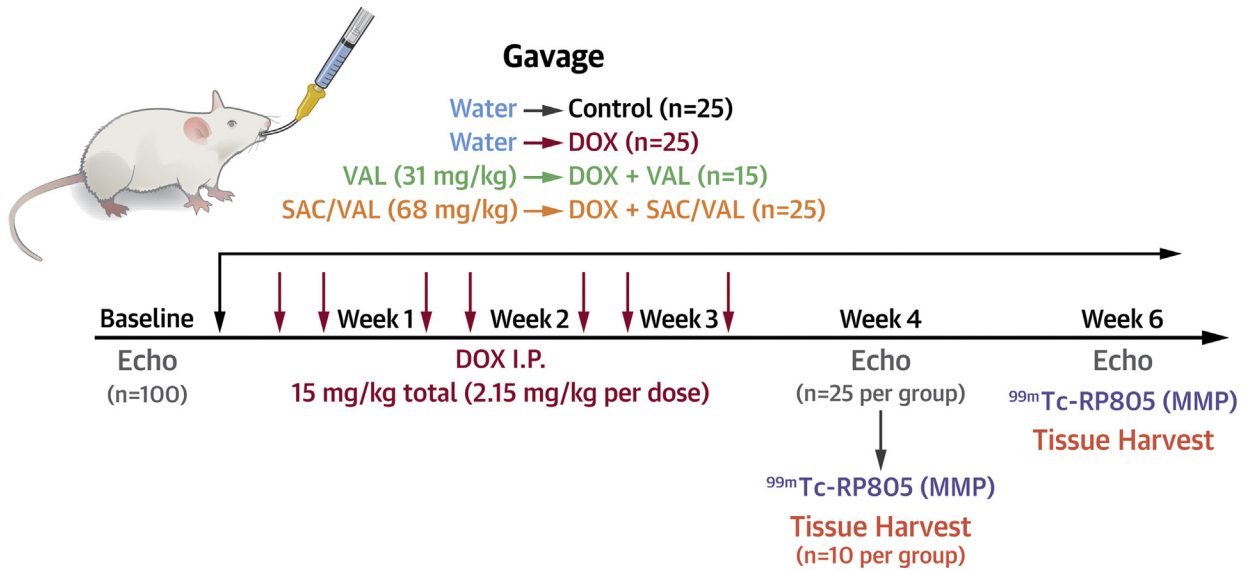 Gavage
Water → Control (n=25)
Water → DOX (n=25)
VAL (31 mg/kg) → DOX + VAL (n=15)
SAC/VAL (68 mg/kg) → DOX + SAC/VAL (n=25)
Baseline Week 1 Week 2 Week 3 Week 4 Week 6
Echo
(n=100)
DOX I.P.
15 mg/kg total (2.15 mg/kg per dose)
Echo
(n=25 per group)
99mTc-RP805 (MMP)
Tissue Harvest
(n=10 per group)
Echo
99mTc-RP805 (MMP)
Tissue Harvest